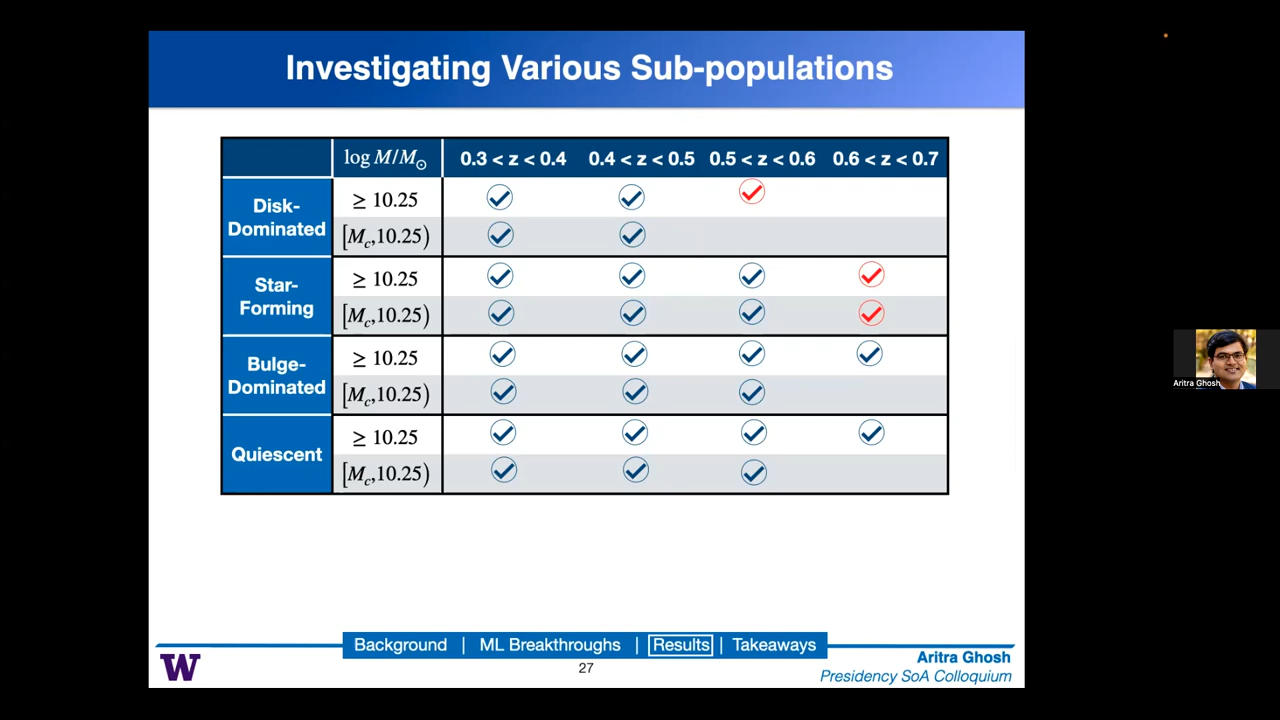 Investigating Various Sub-populations
log M/M⊙ 0.3 < z < 0.4 0.4 < z < 0.5 0.5 < z < 0.6 0.6 < z < 0.7
Disk-
Dominated
≥ 10.25
[Mc,10.25)
Star-
Forming
≥ 10.25
[Mc,10.25)
Bulge-
Dominated
≥ 10.25
[Mc,10.25)
Quiescent
≥ 10.25
[Mc,10.25)
Aritra Ghosh
Background | ML Breakthroughs | Results | Takeaways
27
W
Aritra Ghosh
Presidency SoA Colloquium